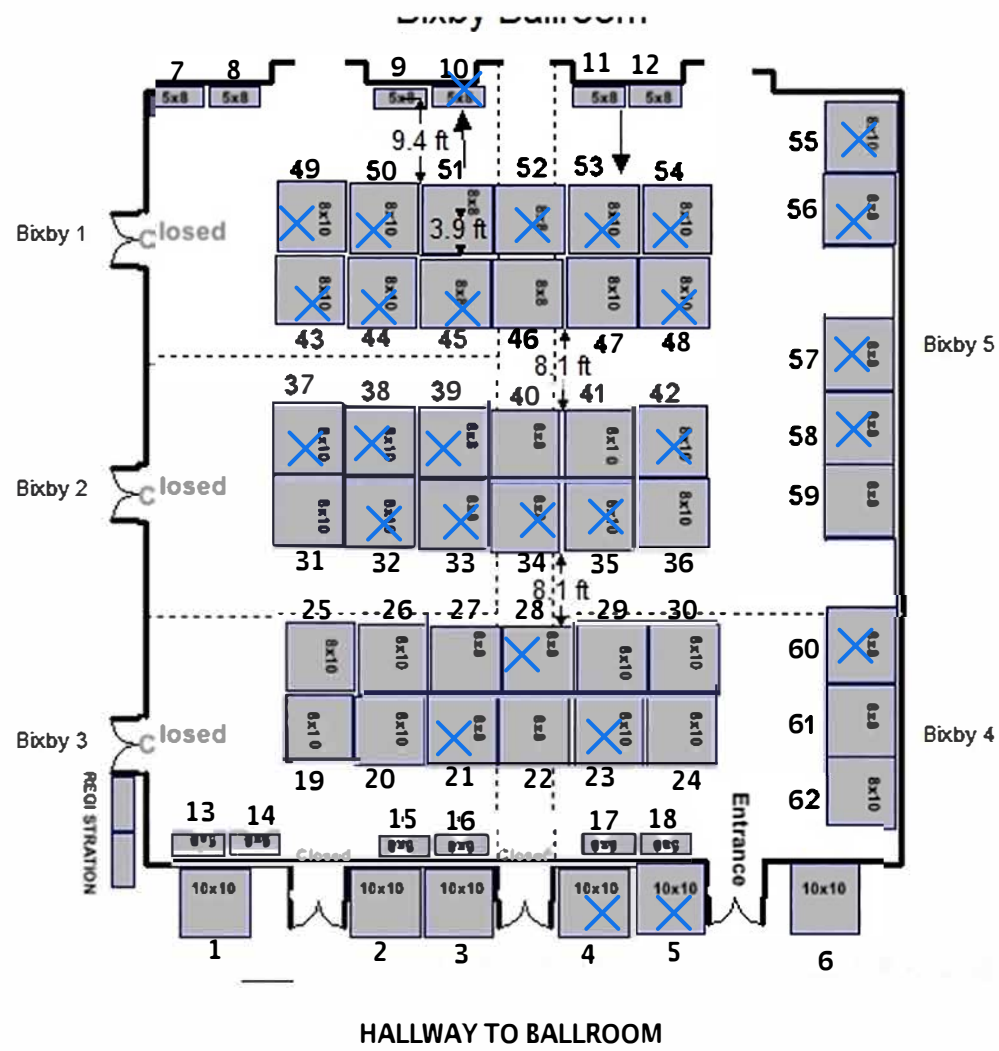 Bixby Ballroom
7 8 9 10 11 12
5x8 5x8 5x8 5x8 5x8 5x8
9.4 ft
55 8x10
49 50 51 52 53 54
8x10 8x10 8x8 8x8 8x10 8x10
56 8x8
Bixby 1 Closed
3.9 ft
8x10 8x10 8x8 8x8 8x10 8x10
43 44 45 46 47 48
Bixby 5
57 8x8
8.1 ft
37 38 39 40 41 42
8x10 8x10 8x8 8x8 8x10 8x10
58 8x8
Bixby 2 Closed
59 8x8
8x10 8x10 8x8 8x8 8x10 8x10
31 32 33 34 35 36
8.1 ft
25 26 27 28 29 30
8x10 8x10 8x8 8x8 8x10 8x10
60 8x8
Bixby 3 Closed
61 8x8
Bixby 4
8x10 8x10 8x8 8x8 8x10 8x10
19 20 21 22 23 24
62 8x10
REGISTRATION
13 14 15 16 17 18
Closed Closed
Entrance
10x10 10x10 10x10 10x10 10x10 10x10
1 2 3 4 5 6
HALLWAY TO BALLROOM